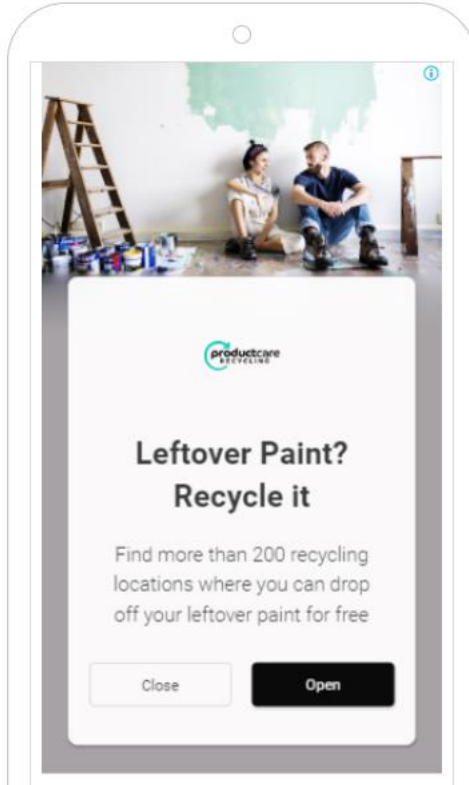 productcare
RECYCLING
Leftover Paint?
Recycle it
Find more than 200 recycling
locations where you can drop
off your leftover paint for free
Close
Open